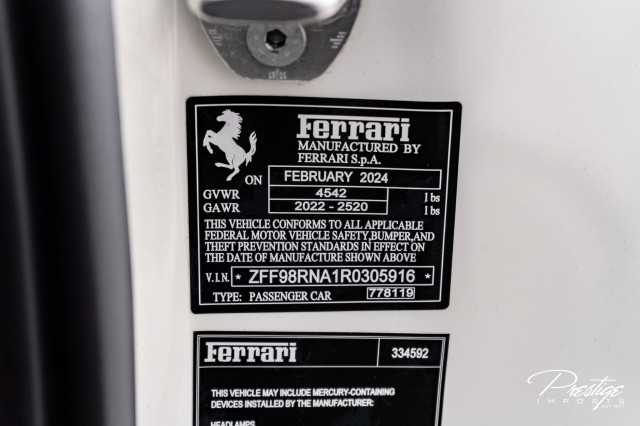 Ferrari
MANUFACTURED BY
FERRARI S.p.A.
ON FEBRUARY 2024
GVWR 4542 lbs
GAWR 2022 - 2520 lbs
THIS VEHICLE CONFORMS TO ALL APPLICABLE
FEDERAL MOTOR VEHICLE SAFETY,BUMPER,AND
THEFT PREVENTION STANDARDS IN EFFECT ON
THE DATE OF MANUFACTURE SHOWN ABOVE
V.I.N. * ZFF98RNA1R0305916 *
TYPE: PASSENGER CAR 778119
Ferrari 334592
THIS VEHICLE MAY INCLUDE MERCURY-CONTAINING
DEVICES INSTALLED BY THE MANUFACTURER:
HEADLAMPS
Prestige
IMPORTS